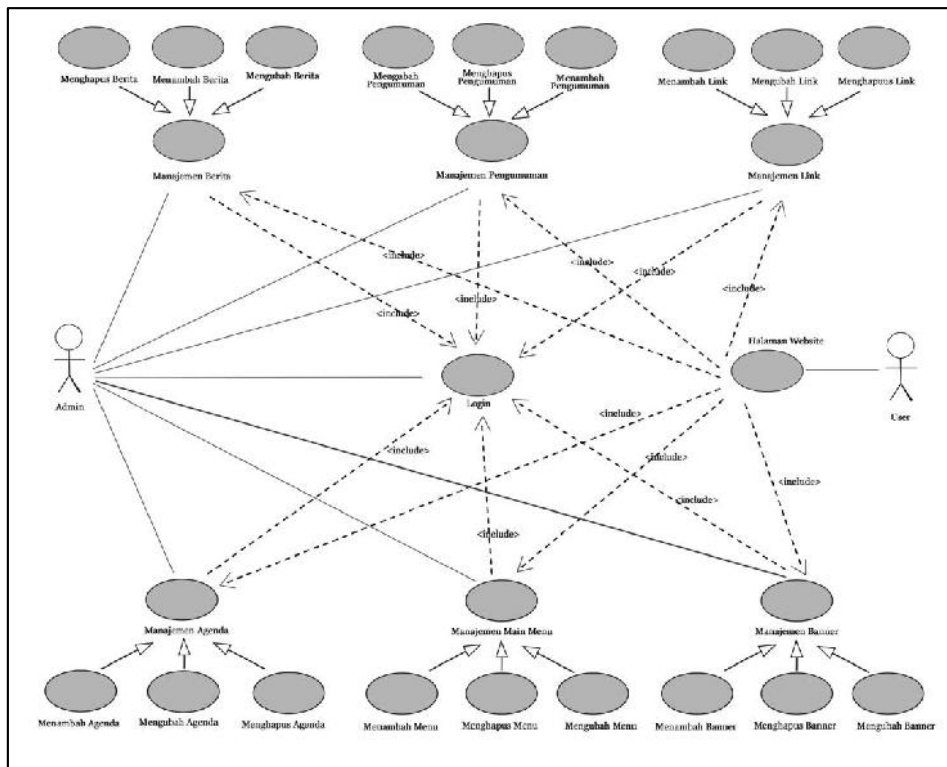 Menghapus Berita
Menambah Berita
Mengubah Berita
Mengubah
Pengumuman
Menghapus
Pengumuman
Menambah
Pengumuman
Menambah Link
Mengubah Link
Menghapuus Link
Manajemen Berita
Manajemen Pengumuman
Manajemen Link
<include>
<include>
<include>
<include>
<include>
<include>
<include>
Halaman Website
Admin
Login
User
<include>
<include>
<include>
<include>
<include>
<include>
Manajemen Agenda
Manajemen Main Menu
Manajemen Banner
Menambah Agenda
Mengubah Agenda
Menghapus Agenda
Menambah Menu
Menghapus Menu
Mengubah Menu
Menambah Banner
Menghapus Banner
Mengubah Banner